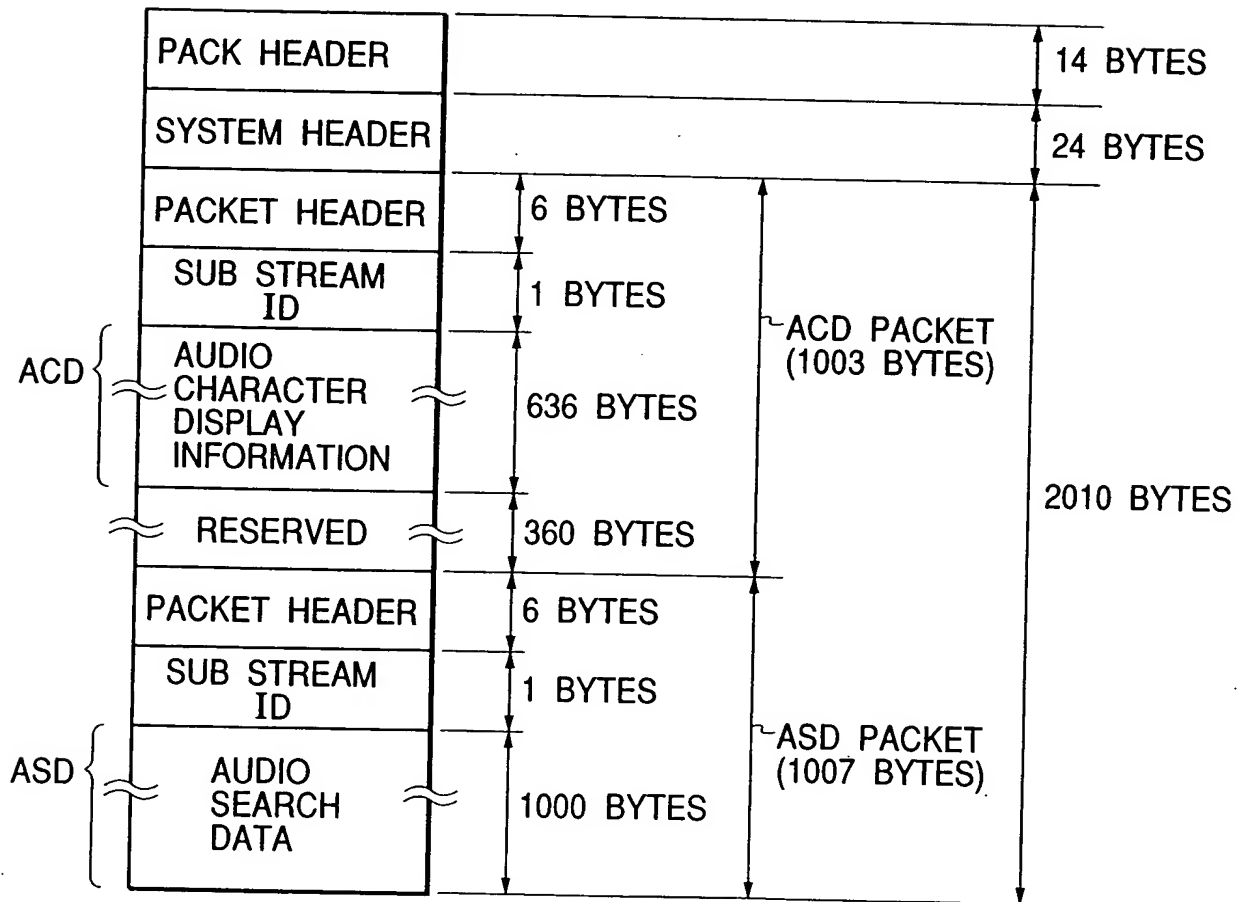 PACK HEADER
14 BYTES
SYSTEM HEADER
24 BYTES
PACKET HEADER
6 BYTES
SUB STREAM
ID
1 BYTES
ACD PACKET
(1003 BYTES)
ACD
AUDIO
CHARACTER
DISPLAY
INFORMATION
636 BYTES
2010 BYTES
RESERVED
360 BYTES
PACKET HEADER
6 BYTES
SUB STREAM
ID
1 BYTES
ASD PACKET
(1007 BYTES)
ASD
AUDIO
SEARCH
DATA
1000 BYTES